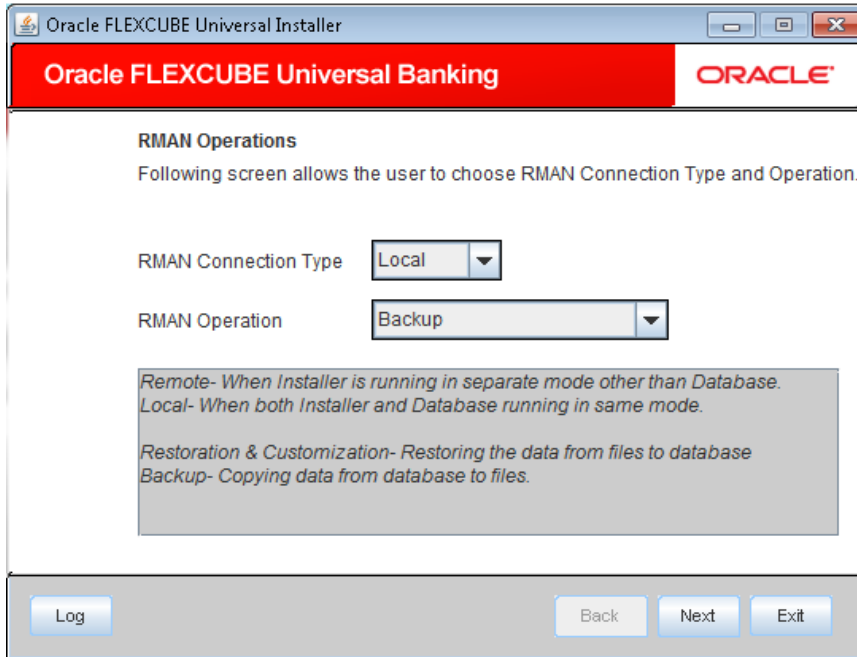 Oracle FLEXCUBE Universal Installer
Oracle FLEXCUBE Universal Banking
ORACLE
RMAN Operations
Following screen allows the user to choose RMAN Connection Type and Operation.
RMAN Connection Type Local
RMAN Operation Backup
Remote- When Installer is running in separate mode other than Database.
Local- When both Installer and Database running in same mode.
Restoration & Customization- Restoring the data from files to database
Backup- Copying data from database to files.
Log Back Next Exit